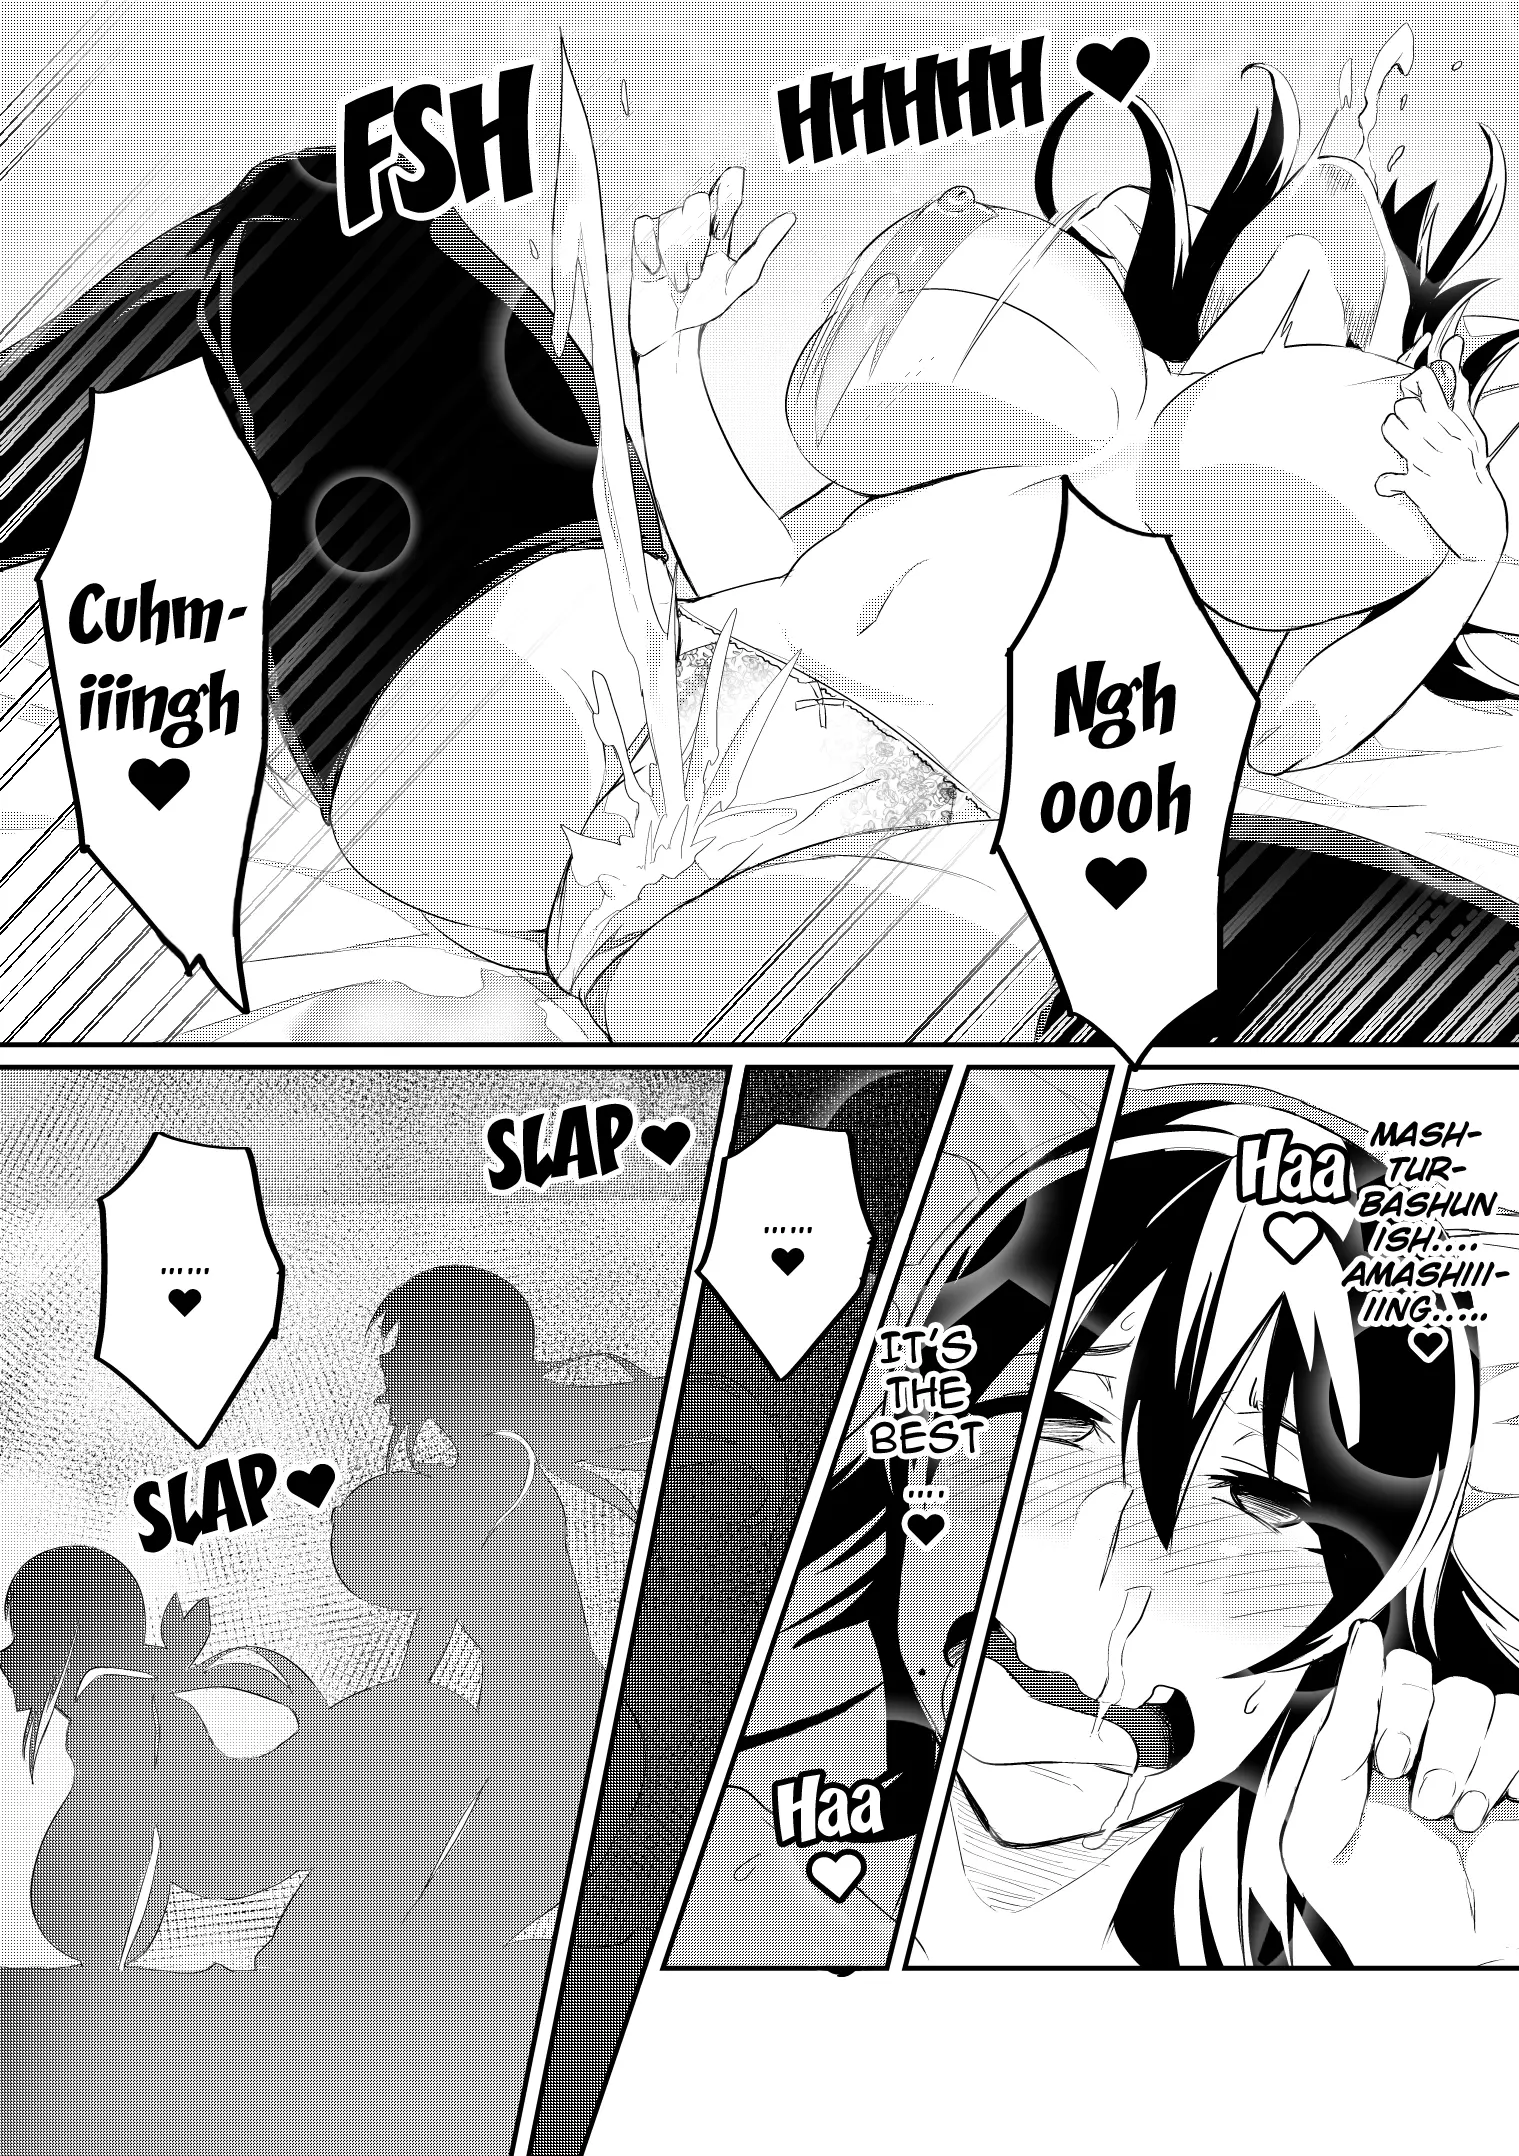 HHHHH ♥
FSH
Ngh
oooh
♥
Cuhm-
iiingh
♥
MASH-
TUR-
BASHUN
ISH....
AMASHIII-
IING......
♥
Haa
♡
IT'S
THE
BEST
....
♥
Haa
♡
......
♥
SLAP ♥
......
♥
SLAP ♥